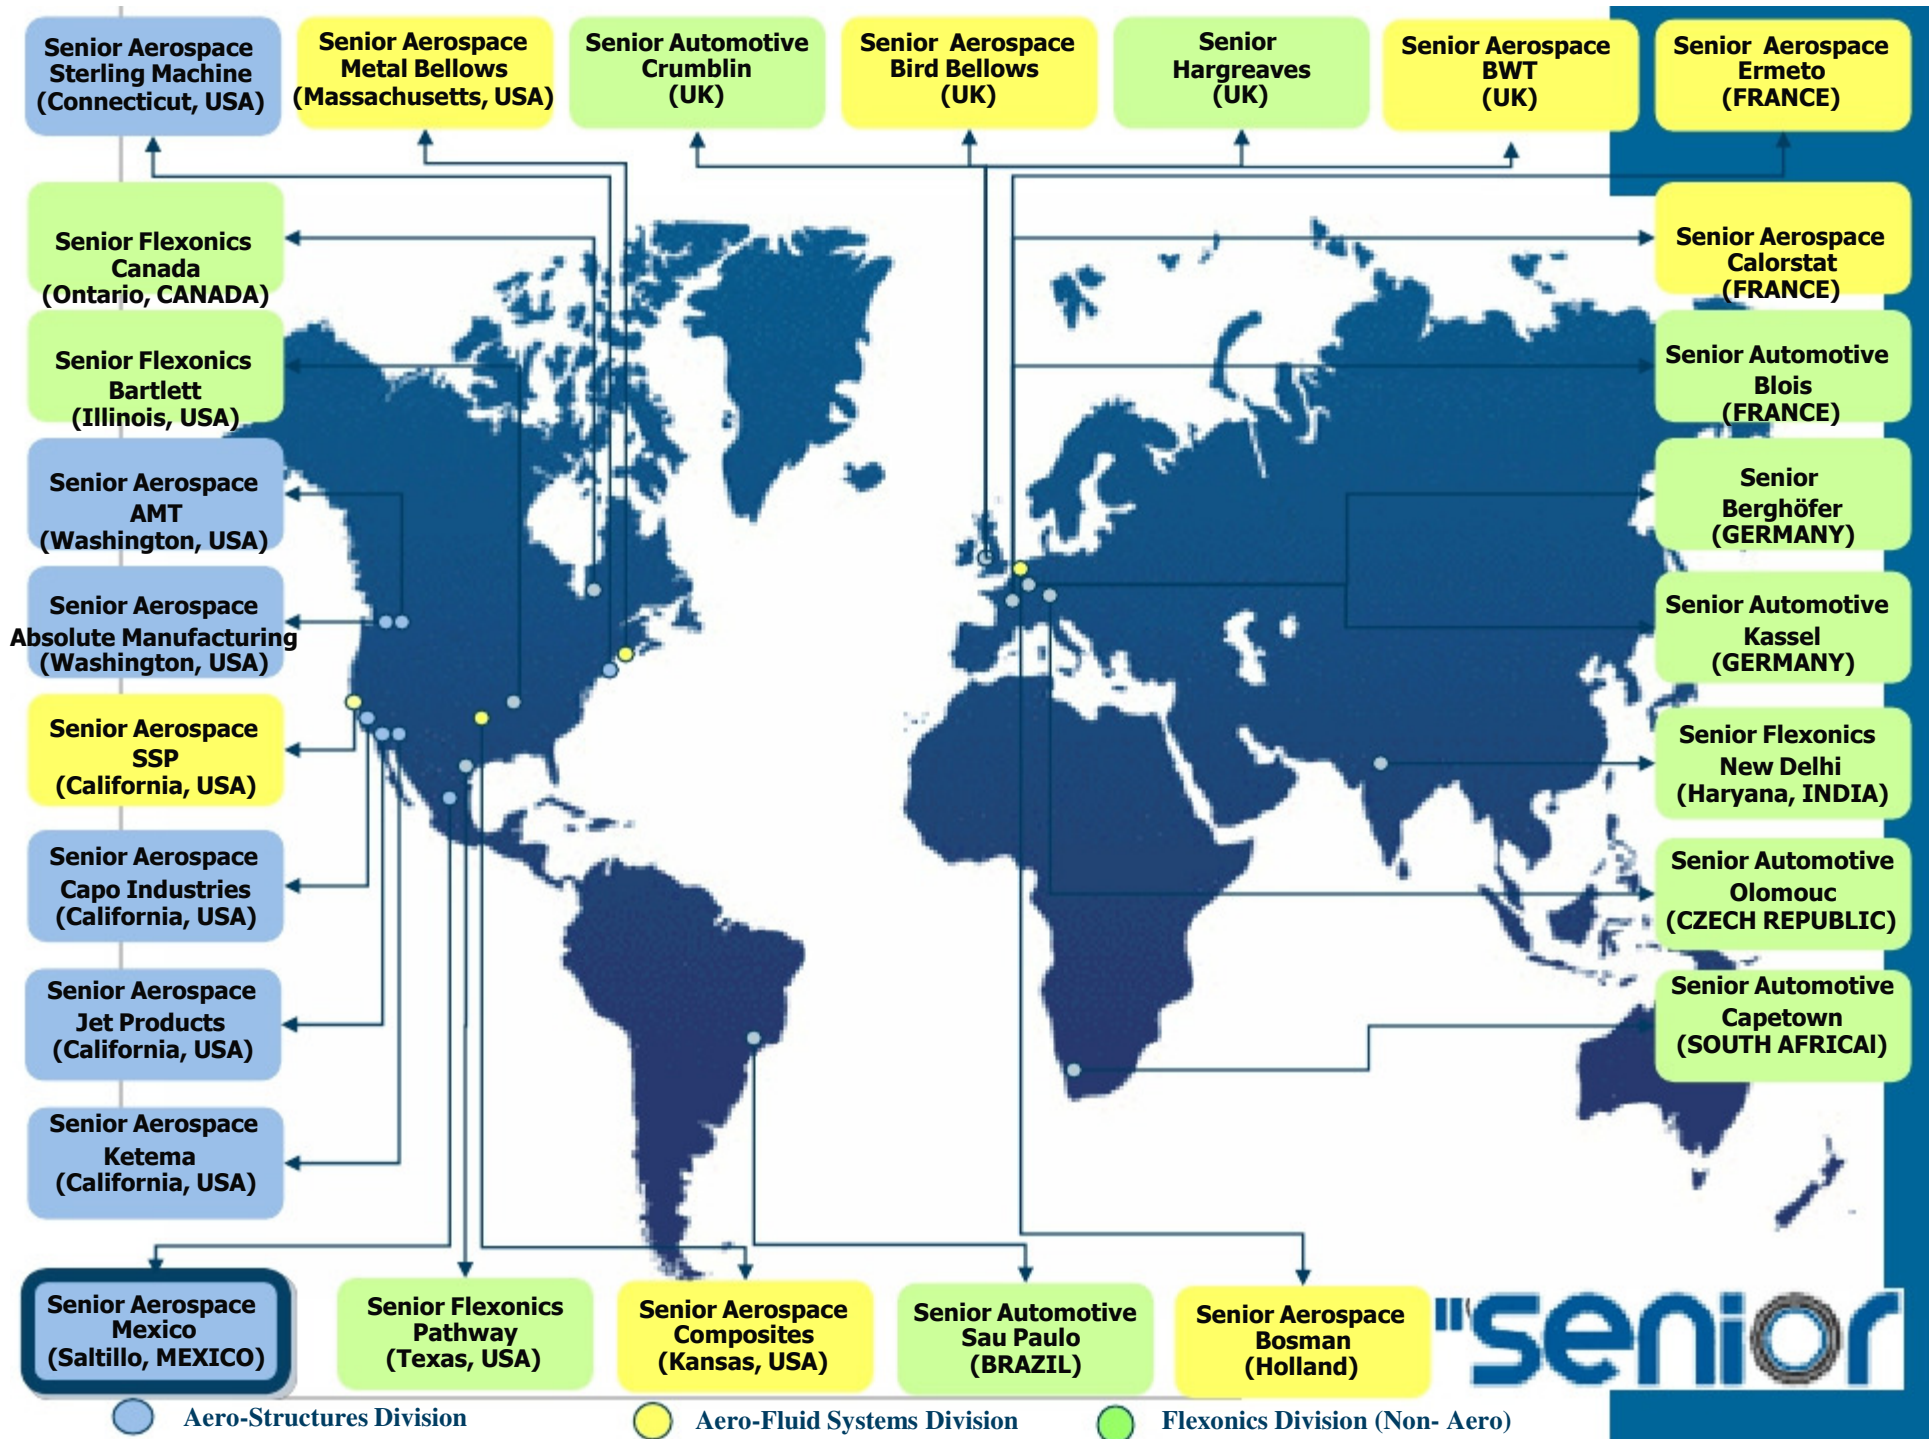 Senior Aerospace
Sterling Machine
(Connecticut, USA)
Senior Aerospace
Metal Bellows
(Massachusetts, USA)
Senior Automotive
Crumblin
(UK)
Senior Aerospace
Bird Bellows
(UK)
Senior
Hargreaves
(UK)
Senior Aerospace
BWT
(UK)
Senior Aerospace
Ermeto
(FRANCE)
Senior Flexonics
Canada
(Ontario, CANADA)
Senior Flexonics
Bartlett
(Illinois, USA)
Senior Aerospace
AMT
(Washington, USA)
Senior Aerospace
Absolute Manufacturing
(Washington, USA)
Senior Aerospace
SSP
(California, USA)
Senior Aerospace
Capo Industries
(California, USA)
Senior Aerospace
Jet Products
(California, USA)
Senior Aerospace
Ketema
(California, USA)
Senior Aerospace
Calorstat
(FRANCE)
Senior Automotive
Blois
(FRANCE)
Senior
Berghöfer
(GERMANY)
Senior Automotive
Kassel
(GERMANY)
Senior Flexonics
New Delhi
(Haryana, INDIA)
Senior Automotive
Olomouc
(CZECH REPUBLIC)
Senior Automotive
Capetown
(SOUTH AFRICAl)
Senior Aerospace
Mexico
(Saltillo, MEXICO)
Senior Flexonics
Pathway
(Texas, USA)
Senior Aerospace
Composites
(Kansas, USA)
Senior Automotive
Sau Paulo
(BRAZIL)
Senior Aerospace
Bosman
(Holland)
senior
Aero-Structures Division
Aero-Fluid Systems Division
Flexonics Division (Non- Aero)